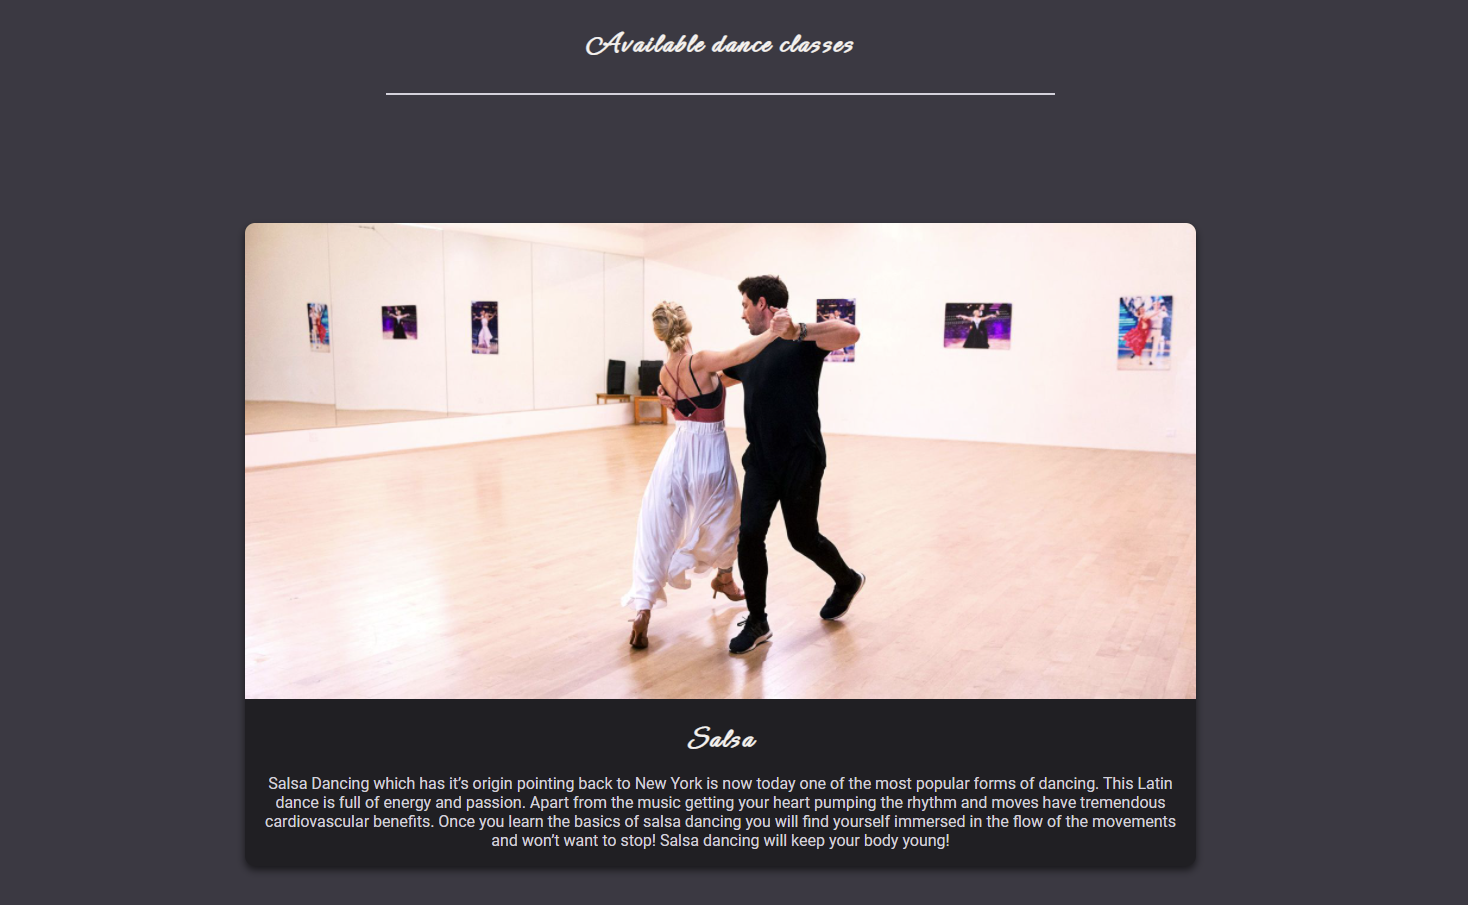 Available dance classes
Salsa
Salsa Dancing which has it’s origin pointing back to New York is now today one of the most popular forms of dancing. This Latin
dance is full of energy and passion. Apart from the music getting your heart pumping the rhythm and moves have tremendous
cardiovascular benefits. Once you learn the basics of salsa dancing you will find yourself immersed in the flow of the movements
and won’t want to stop! Salsa dancing will keep your body young!